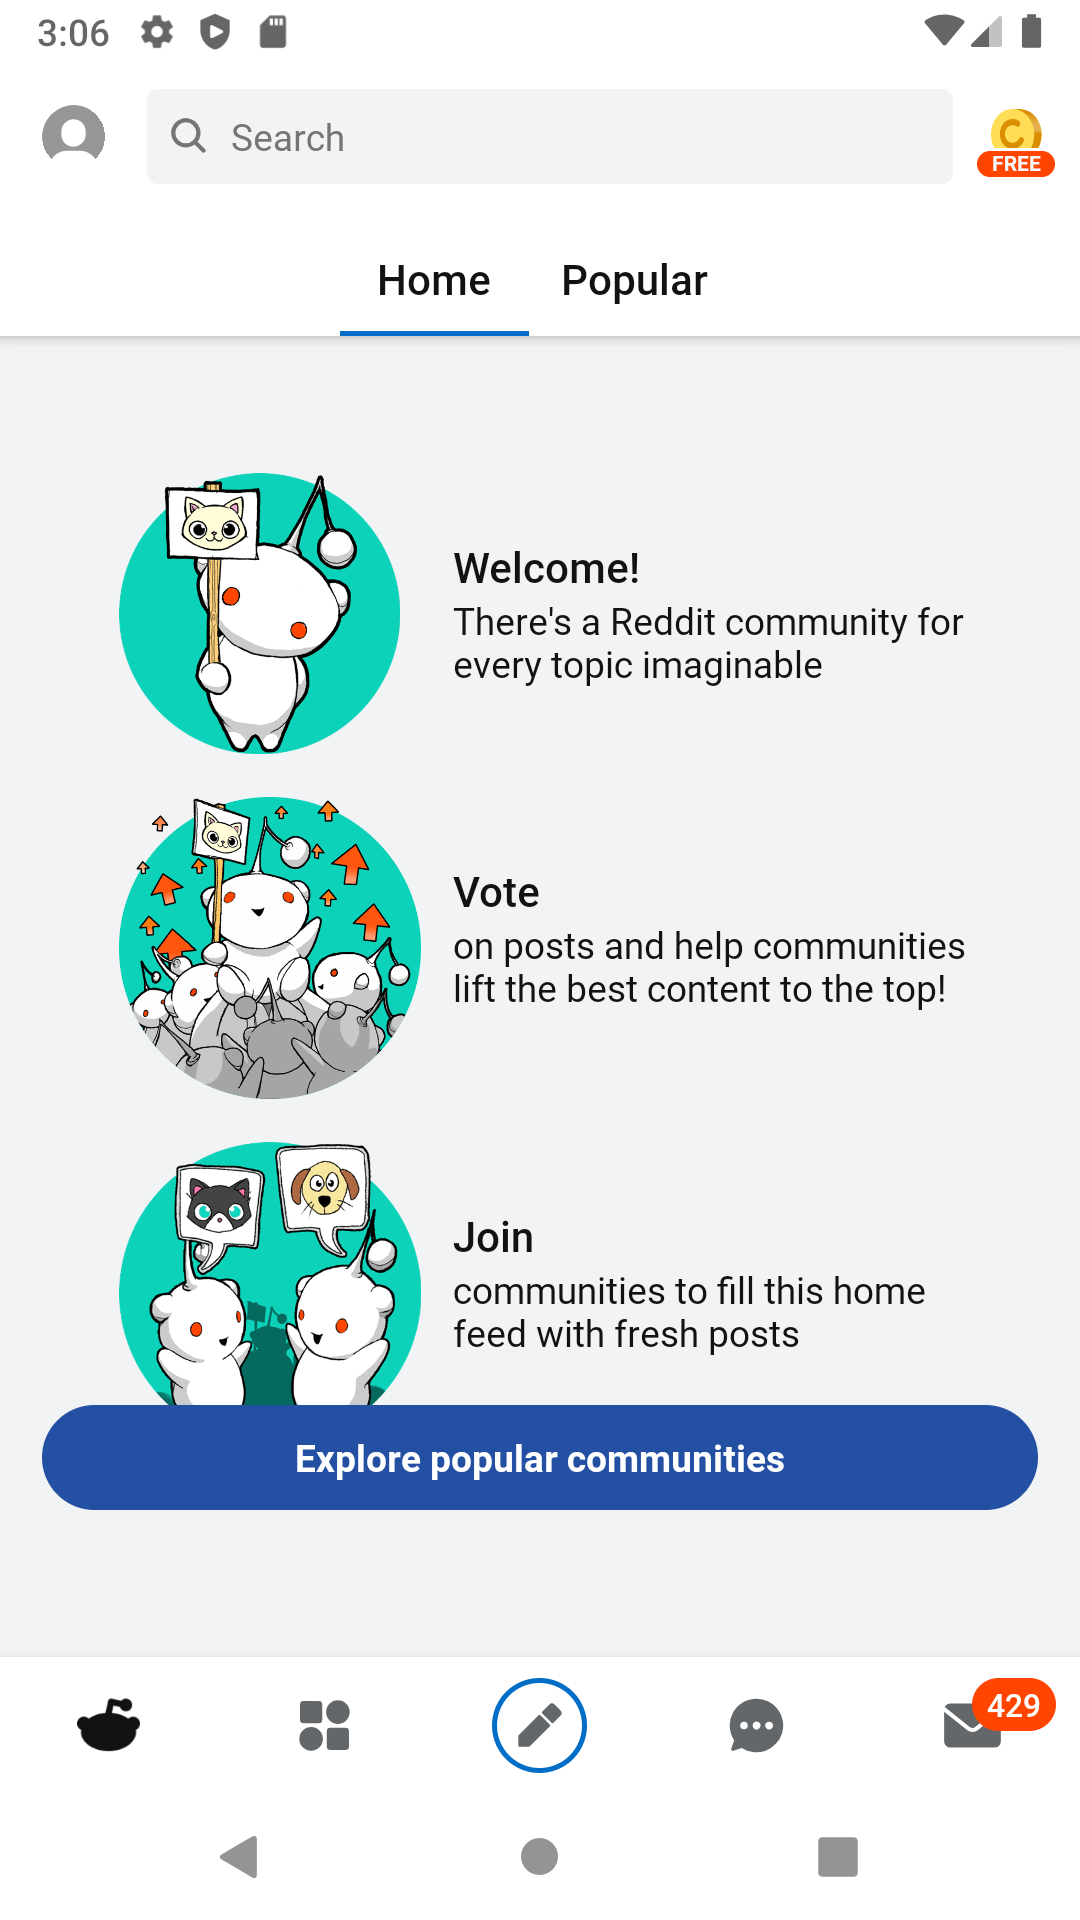 3:06
Search
FREE
Home
Popular
Welcome!
There's a Reddit community for
every topic imaginable
Vote
on posts and help communities
lift the best content to the top!
Join
communities to fill this home
feed with fresh posts
Explore popular communities
429